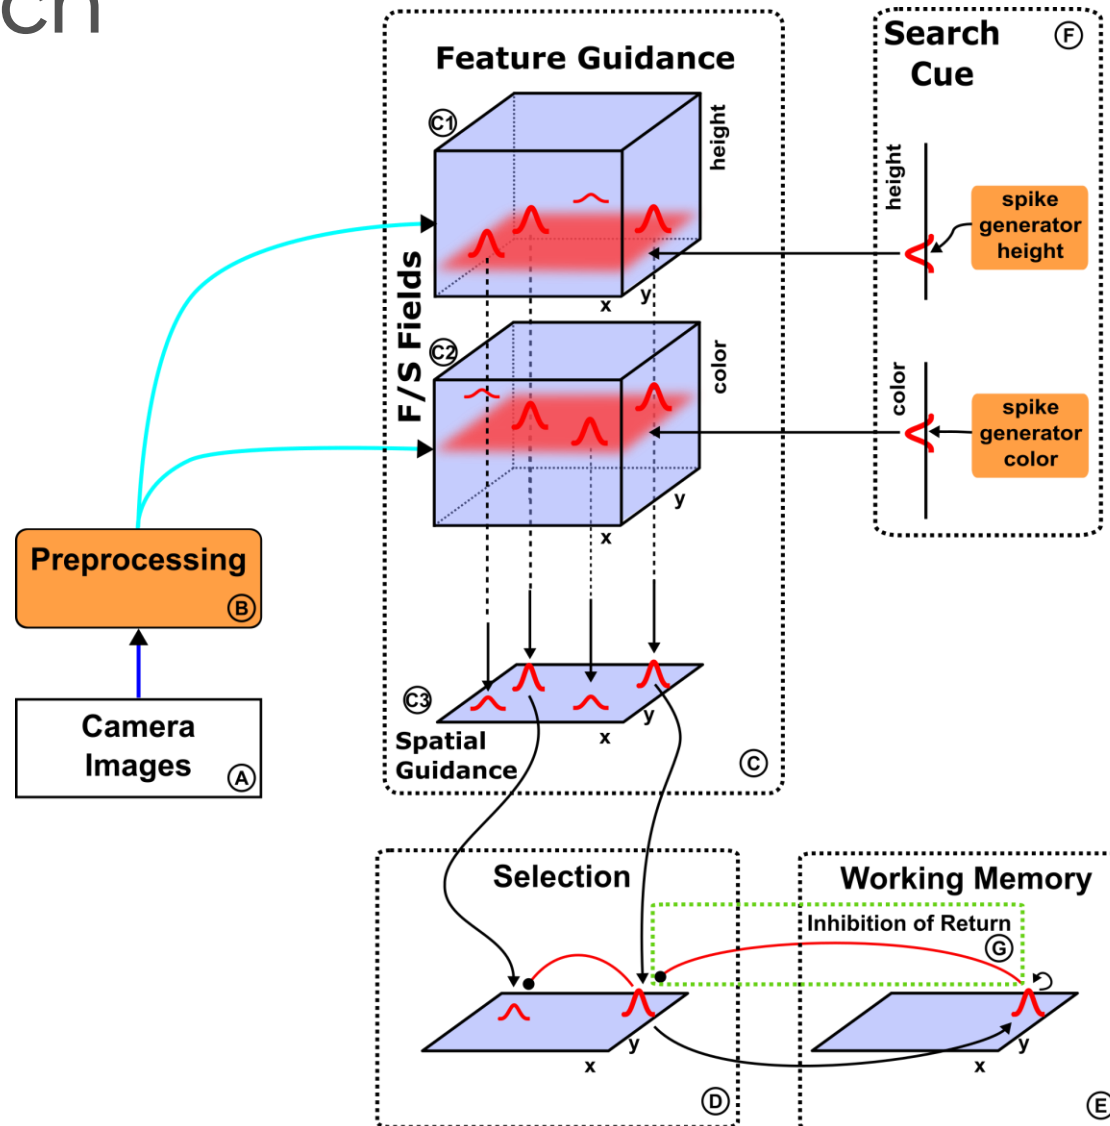 ch
Feature Guidance
C1
height
x
y
F/S Fields
C2
color
y
x
C3
y
x
Spatial
Guidance
C
Search
Cue
F
height
spike
generator
height
color
spike
generator
color
Preprocessing
B
Camera
Images
A
Selection
y
x
D
Working Memory
Inhibition of Return
G
y
x
E